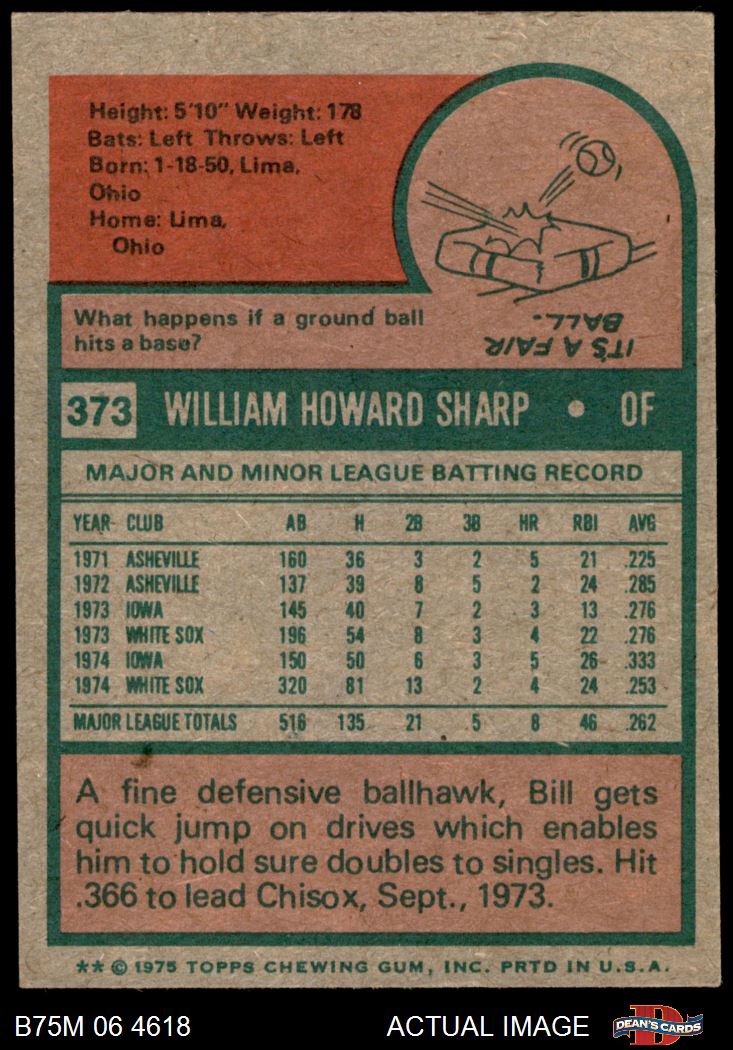 Height: 5'10" Weight: 178
Bats: Left Throws: Left
Born: 1-18-50, Lima,
Ohio
Home: Lima,
Ohio
What happens if a ground ball
hits a base?
IT'S A FAIR
BALL.
373 WILLIAM HOWARD SHARP • OF
MAJOR AND MINOR LEAGUE BATTING RECORD
YEAR CLUB AB H 2B 3B HR RBI AVG
1971 ASHEVILLE 160 36 3 2 5 21 .225
1972 ASHEVILLE 137 39 8 5 2 24 .285
1973 IOWA 145 40 7 2 3 13 .276
1973 WHITE SOX 196 54 8 3 4 22 .276
1974 IOWA 150 50 6 3 5 26 .333
1974 WHITE SOX 320 81 13 2 4 24 .253
MAJOR LEAGUE TOTALS 516 135 21 5 8 46 .262
A fine defensive ballhawk, Bill gets
quick jump on drives which enables
him to hold sure doubles to singles. Hit
.366 to lead Chisox, Sept., 1973.
** © 1975 TOPPS CHEWING GUM, INC. PRTD IN U.S.A.
B75M 06 4618 ACTUAL IMAGE D DEAN'S CARDS